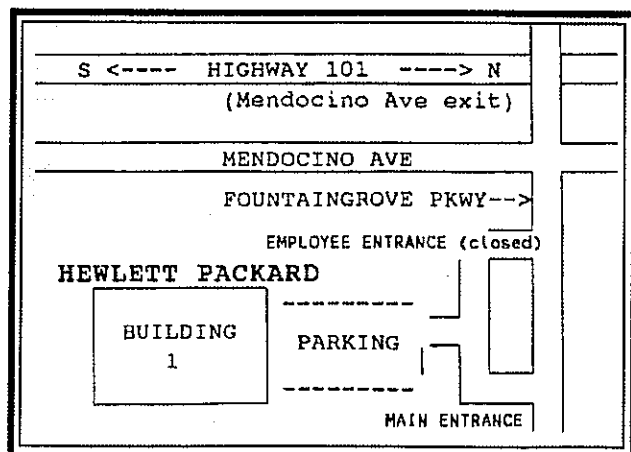 S <---- HIGHWAY 101 ----> N
(Mendocino Ave exit)
MENDOCINO AVE
FOUNTAINGROVE PKWY-->
EMPLOYEE ENTRANCE (closed)
HEWLETT PACKARD
BUILDING
1
PARKING
MAIN ENTRANCE